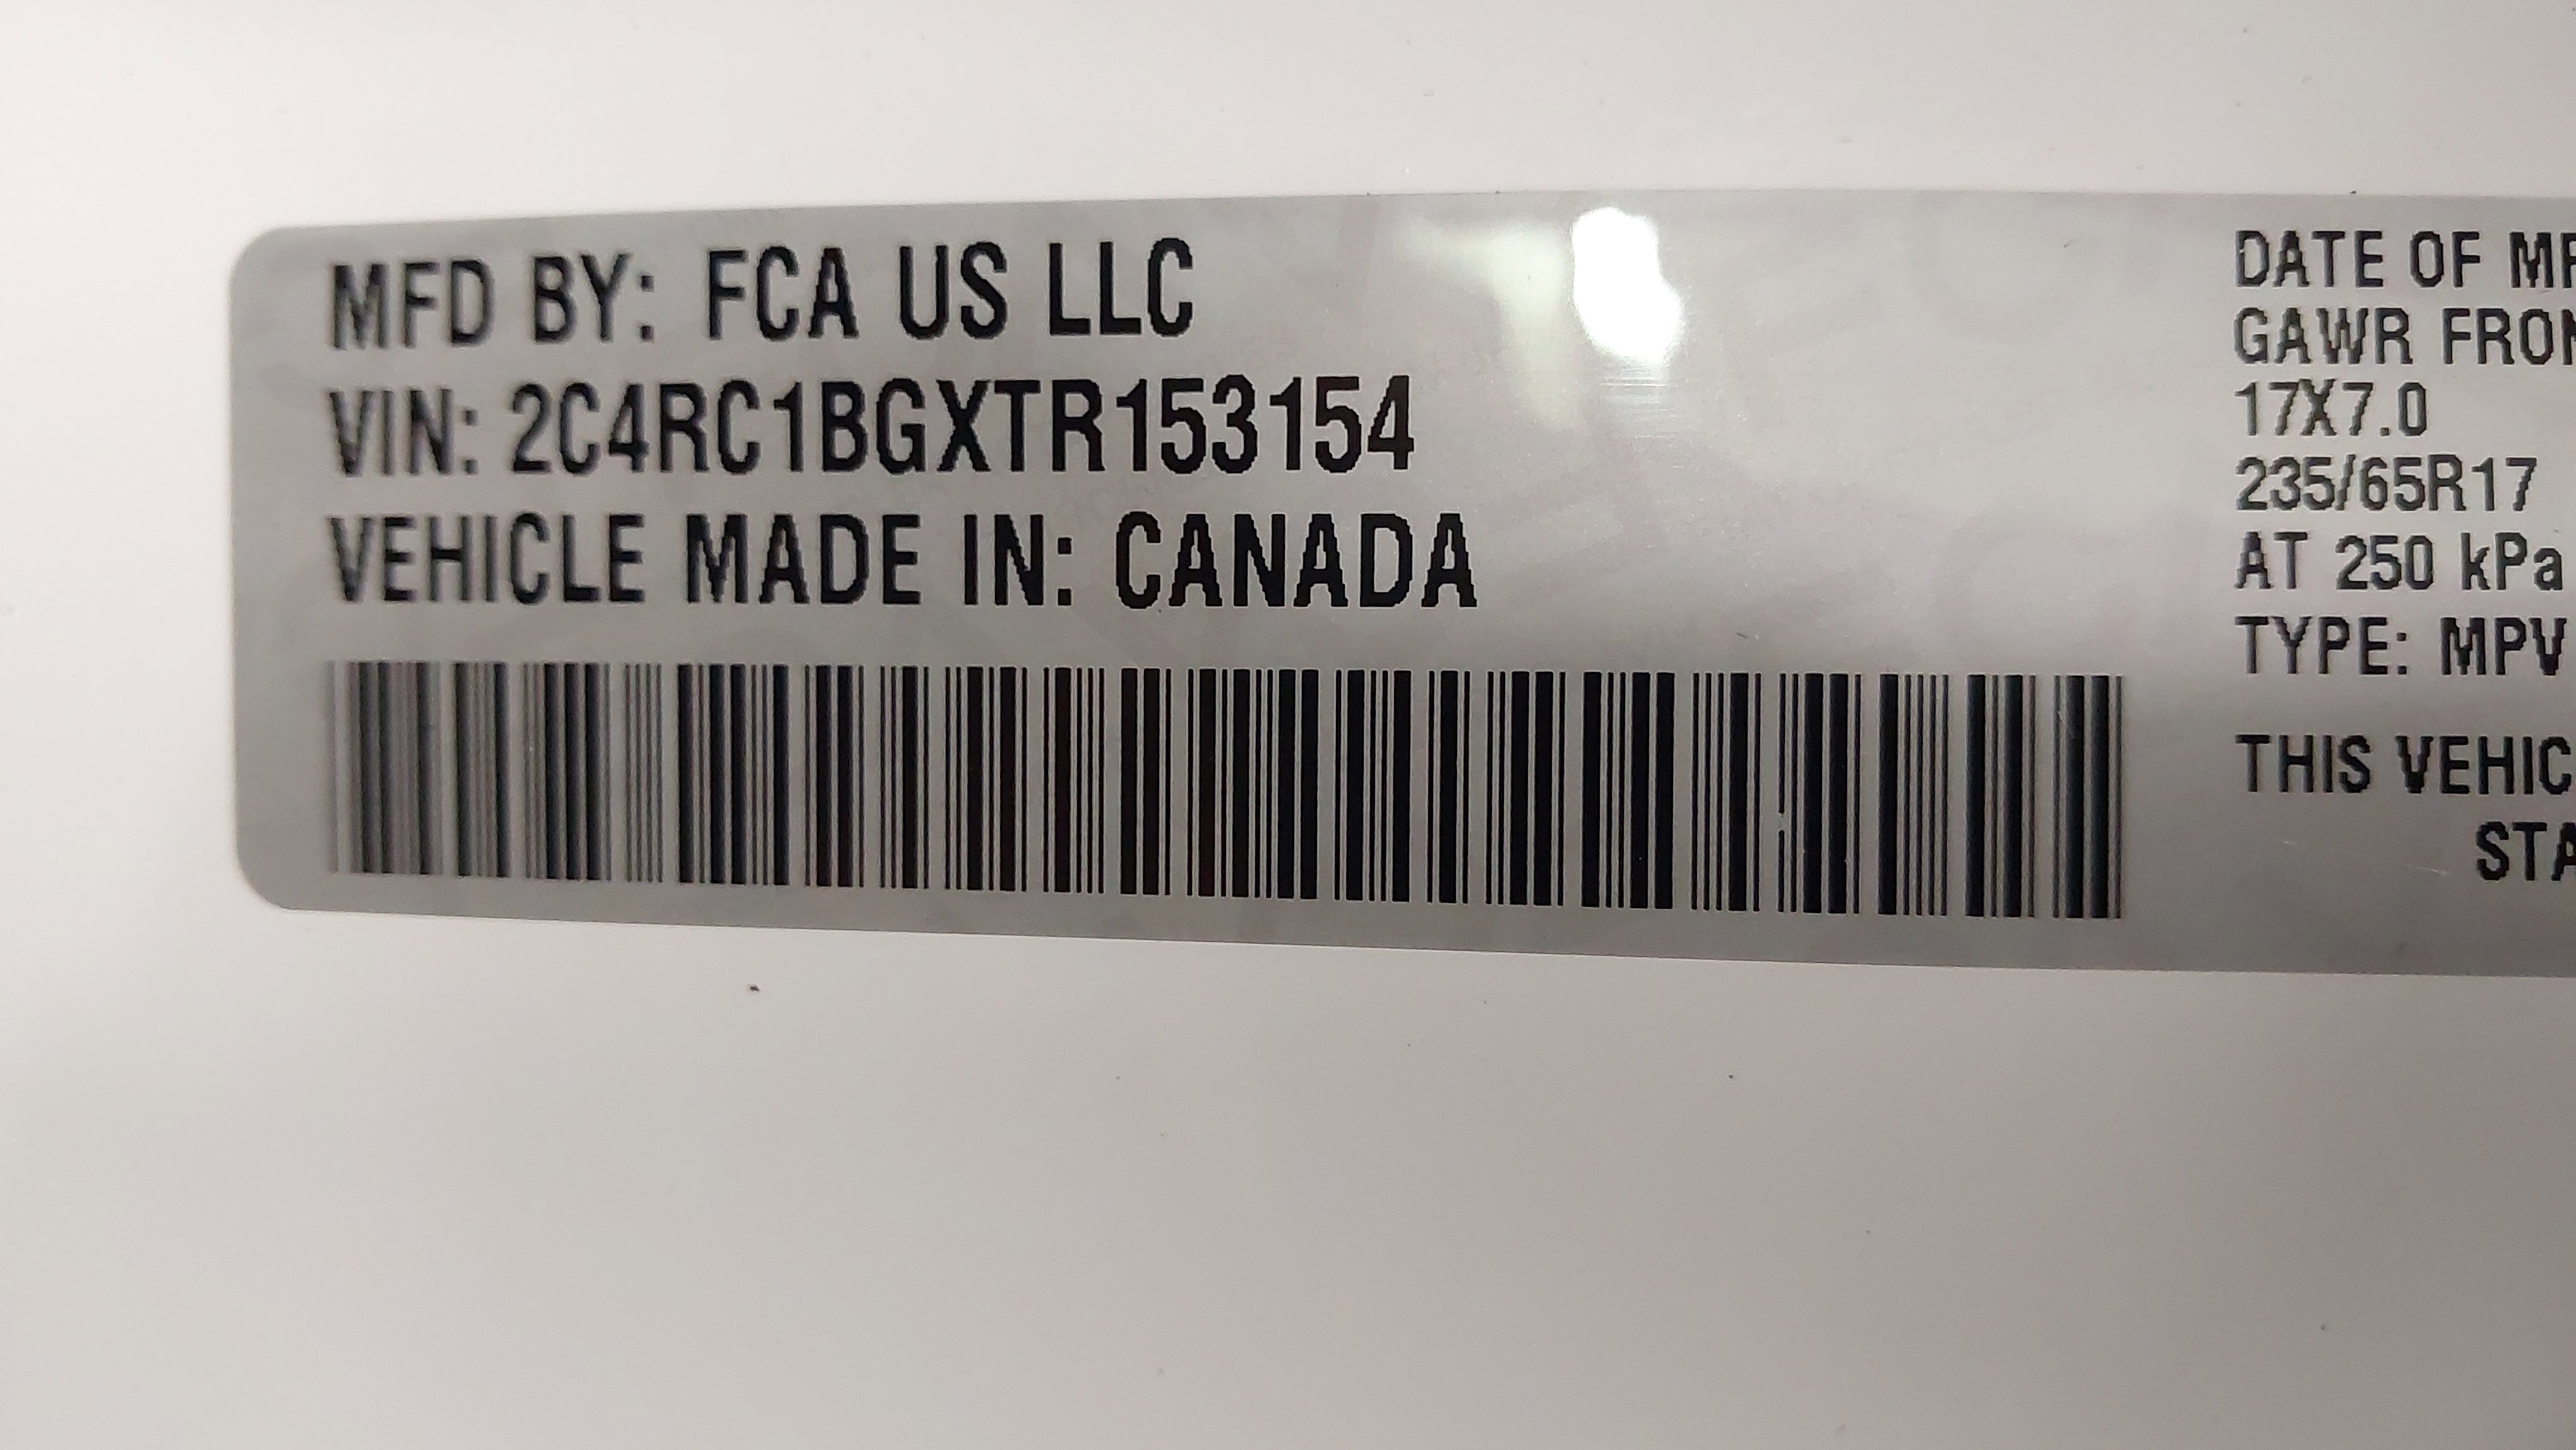 MFD BY: FCA US LLC
VIN: 2C4RC1BGXTR153154
VEHICLE MADE IN: CANADA
DATE OF
GAWR
17X7.0
235/65R17
AT 250 kPa
TYPE: MPV
THIS